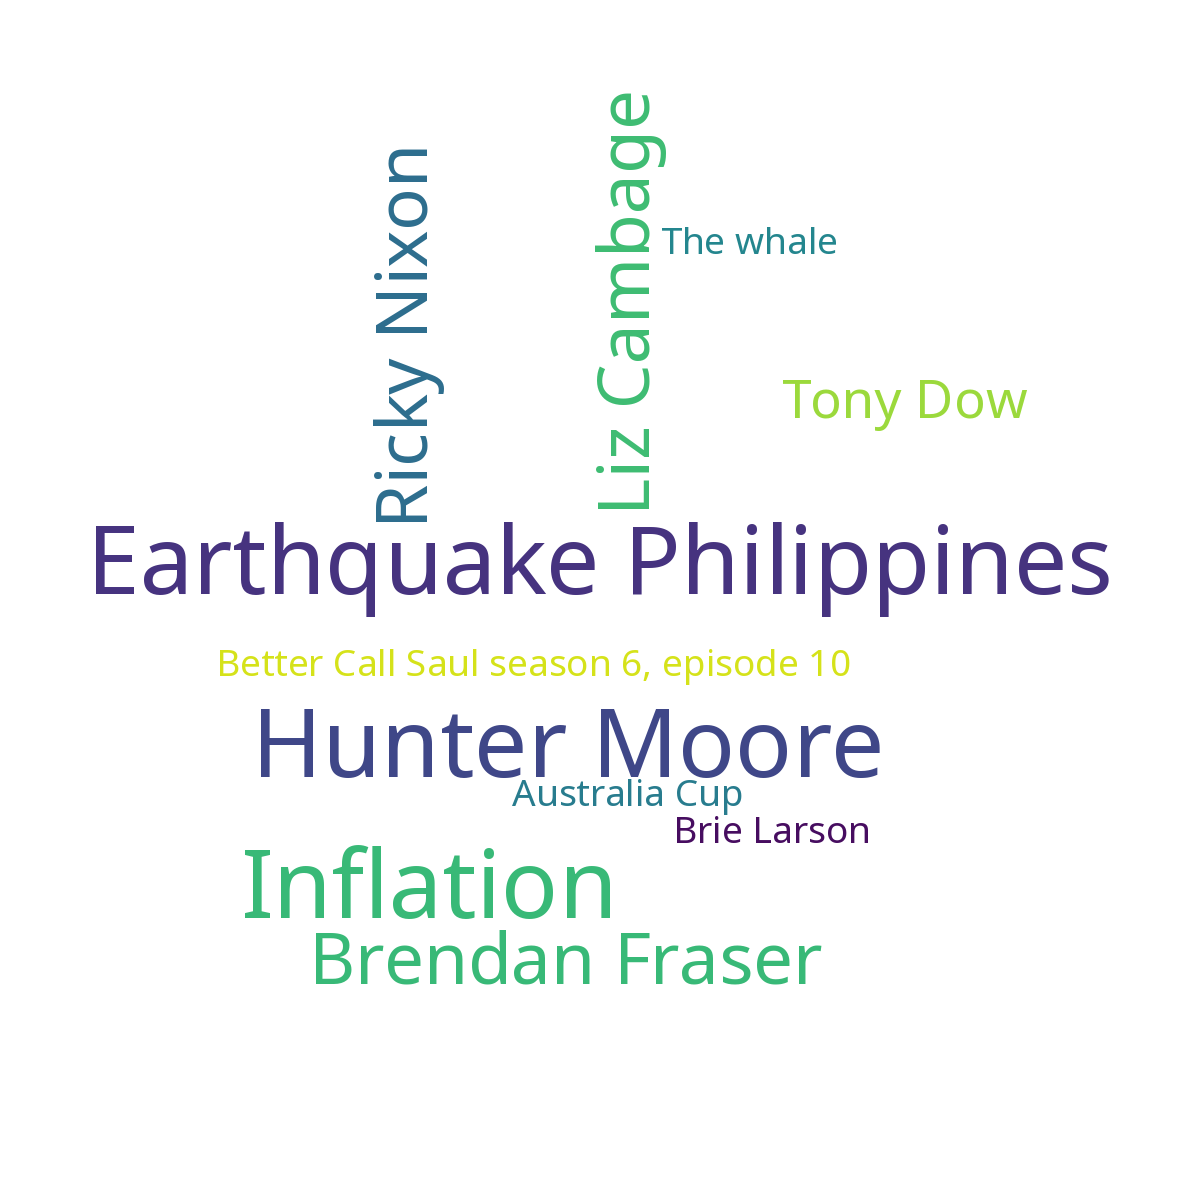 Ricky Nixon
Liz Cambage
The whale
Tony Dow
Earthquake Philippines
Better Call Saul season 6, episode 10
Hunter Moore
Australia Cup
Brie Larson
Inflation
Brendan Fraser